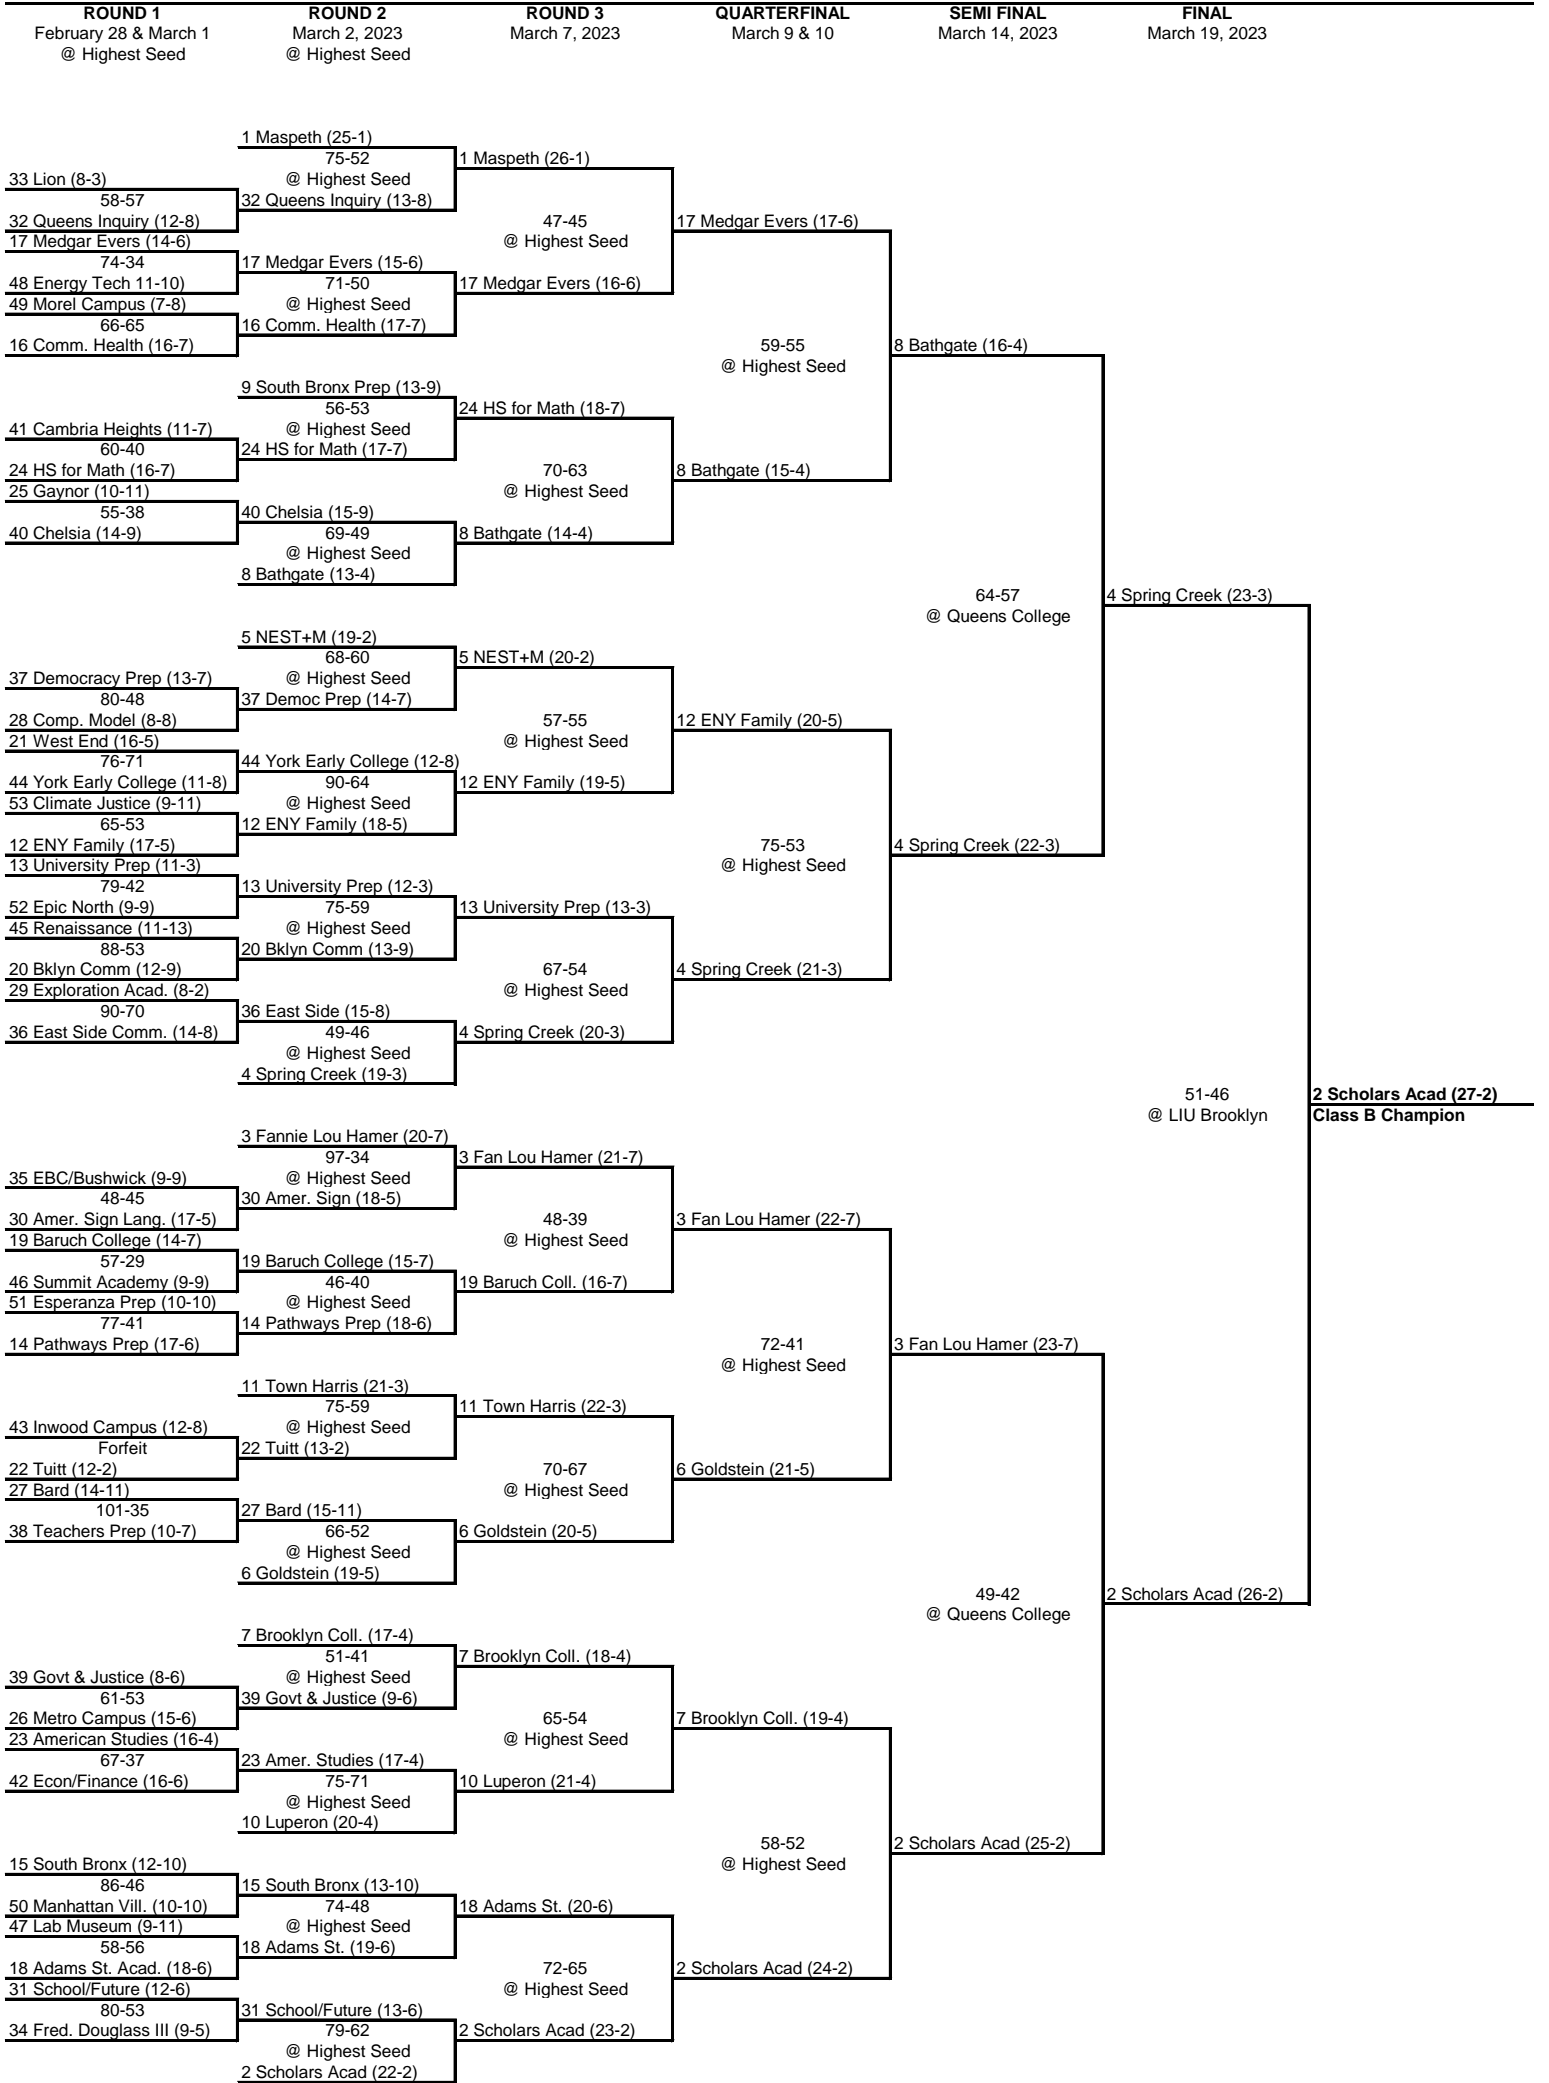 ROUND 1 ROUND 2 ROUND 3 QUARTERFINAL SEMI FINAL FINAL
February 28 & March 1 March 2, 2023 March 7, 2023 March 9 & 10 March 14, 2023 March 19, 2023
@ Highest Seed @ Highest Seed
1 Maspeth (25-1)
75-52 1 Maspeth (26-1)
33 Lion (8-3) @ Highest Seed
58-57 32 Queens Inquiry (13-8)
32 Queens Inquiry (12-8) 47-45 17 Medgar Evers (17-6)
17 Medgar Evers (14-6) @ Highest Seed
74-34 17 Medgar Evers (15-6)
48 Energy Tech 11-10) 71-50 17 Medgar Evers (16-6)
49 Morel Campus (7-8) @ Highest Seed
66-65 16 Comm. Health (17-7)
16 Comm. Health (16-7) 59-55 8 Bathgate (16-4)
@ Highest Seed
9 South Bronx Prep (13-9)
56-53 24 HS for Math (18-7)
41 Cambria Heights (11-7) @ Highest Seed
60-40 24 HS for Math (17-7)
24 HS for Math (16-7) 70-63 8 Bathgate (15-4)
25 Gaynor (10-11) @ Highest Seed
55-38 40 Chelsia (15-9)
40 Chelsia (14-9) 69-49 8 Bathgate (14-4)
@ Highest Seed
8 Bathgate (13-4)
64-57 4 Spring Creek (23-3)
@ Queens College
5 NEST+M (19-2)
68-60 5 NEST+M (20-2)
37 Democracy Prep (13-7) @ Highest Seed
80-48 37 Democ Prep (14-7)
28 Comp. Model (8-8) 57-55 12 ENY Family (20-5)
21 West End (16-5) @ Highest Seed
76-71 44 York Early College (12-8)
44 York Early College (11-8) 90-64 12 ENY Family (19-5)
53 Climate Justice (9-11) @ Highest Seed
65-53 12 ENY Family (18-5)
12 ENY Family (17-5) 75-53 4 Spring Creek (22-3)
13 University Prep (11-3) @ Highest Seed
79-42 13 University Prep (12-3)
52 Epic North (9-9) 75-59 13 University Prep (13-3)
45 Renaissance (11-13) @ Highest Seed
88-53 20 Bklyn Comm (13-9)
20 Bklyn Comm (12-9) 67-54 4 Spring Creek (21-3)
29 Exploration Acad. (8-2) @ Highest Seed
90-70 36 East Side (15-8)
36 East Side Comm. (14-8) 49-46 4 Spring Creek (20-3)
@ Highest Seed
4 Spring Creek (19-3)
51-46 2 Scholars Acad (27-2)
@ LIU Brooklyn Class B Champion
3 Fannie Lou Hamer (20-7)
97-34 3 Fan Lou Hamer (21-7)
35 EBC/Bushwick (9-9) @ Highest Seed
48-45 30 Amer. Sign (18-5)
30 Amer. Sign Lang. (17-5) 48-39 3 Fan Lou Hamer (22-7)
19 Baruch College (14-7) @ Highest Seed
57-29 19 Baruch College (15-7)
46 Summit Academy (9-9) 46-40 19 Baruch Coll. (16-7)
51 Esperanza Prep (10-10) @ Highest Seed
77-41 14 Pathways Prep (18-6)
14 Pathways Prep (17-6) 72-41 3 Fan Lou Hamer (23-7)
@ Highest Seed
11 Town Harris (21-3)
75-59 11 Town Harris (22-3)
43 Inwood Campus (12-8) @ Highest Seed
Forfeit 22 Tuitt (13-2)
22 Tuitt (12-2) 70-67 6 Goldstein (21-5)
27 Bard (14-11) @ Highest Seed
101-35 27 Bard (15-11)
38 Teachers Prep (10-7) 66-52 6 Goldstein (20-5)
@ Highest Seed
6 Goldstein (19-5)
49-42 2 Scholars Acad (26-2)
@ Queens College
7 Brooklyn Coll. (17-4)
51-41 7 Brooklyn Coll. (18-4)
39 Govt & Justice (8-6) @ Highest Seed
61-53 39 Govt & Justice (9-6)
26 Metro Campus (15-6) 65-54 7 Brooklyn Coll. (19-4)
23 American Studies (16-4) @ Highest Seed
67-37 23 Amer. Studies (17-4)
42 Econ/Finance (16-6) 75-71 10 Luperon (21-4)
@ Highest Seed
10 Luperon (20-4)
58-52 2 Scholars Acad (25-2)
15 South Bronx (12-10) @ Highest Seed
86-46 15 South Bronx (13-10)
50 Manhattan Vill. (10-10) 74-48 18 Adams St. (20-6)
47 Lab Museum (9-11) @ Highest Seed
58-56 18 Adams St. (19-6)
18 Adams St. Acad. (18-6) 72-65 2 Scholars Acad (24-2)
31 School/Future (12-6) @ Highest Seed
80-53 31 School/Future (13-6)
34 Fred. Douglass III (9-5) 79-62 2 Scholars Acad (23-2)
@ Highest Seed
2 Scholars Acad (22-2)